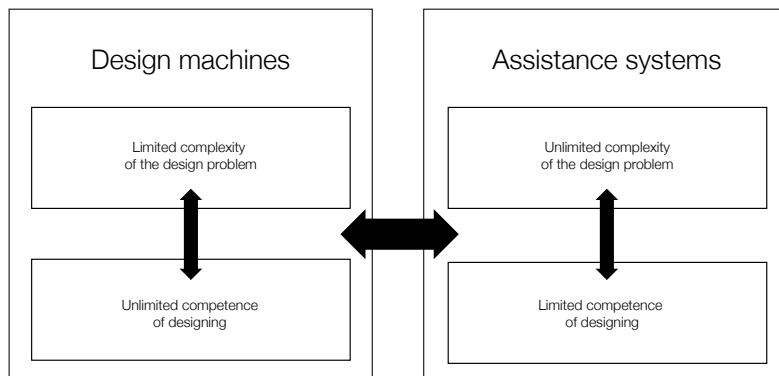 Design machines
Limited complexity
of the design problem
Unlimited competence
of designing
Assistance systems
Unlimited complexity
of the design problem
Limited competence
of designing